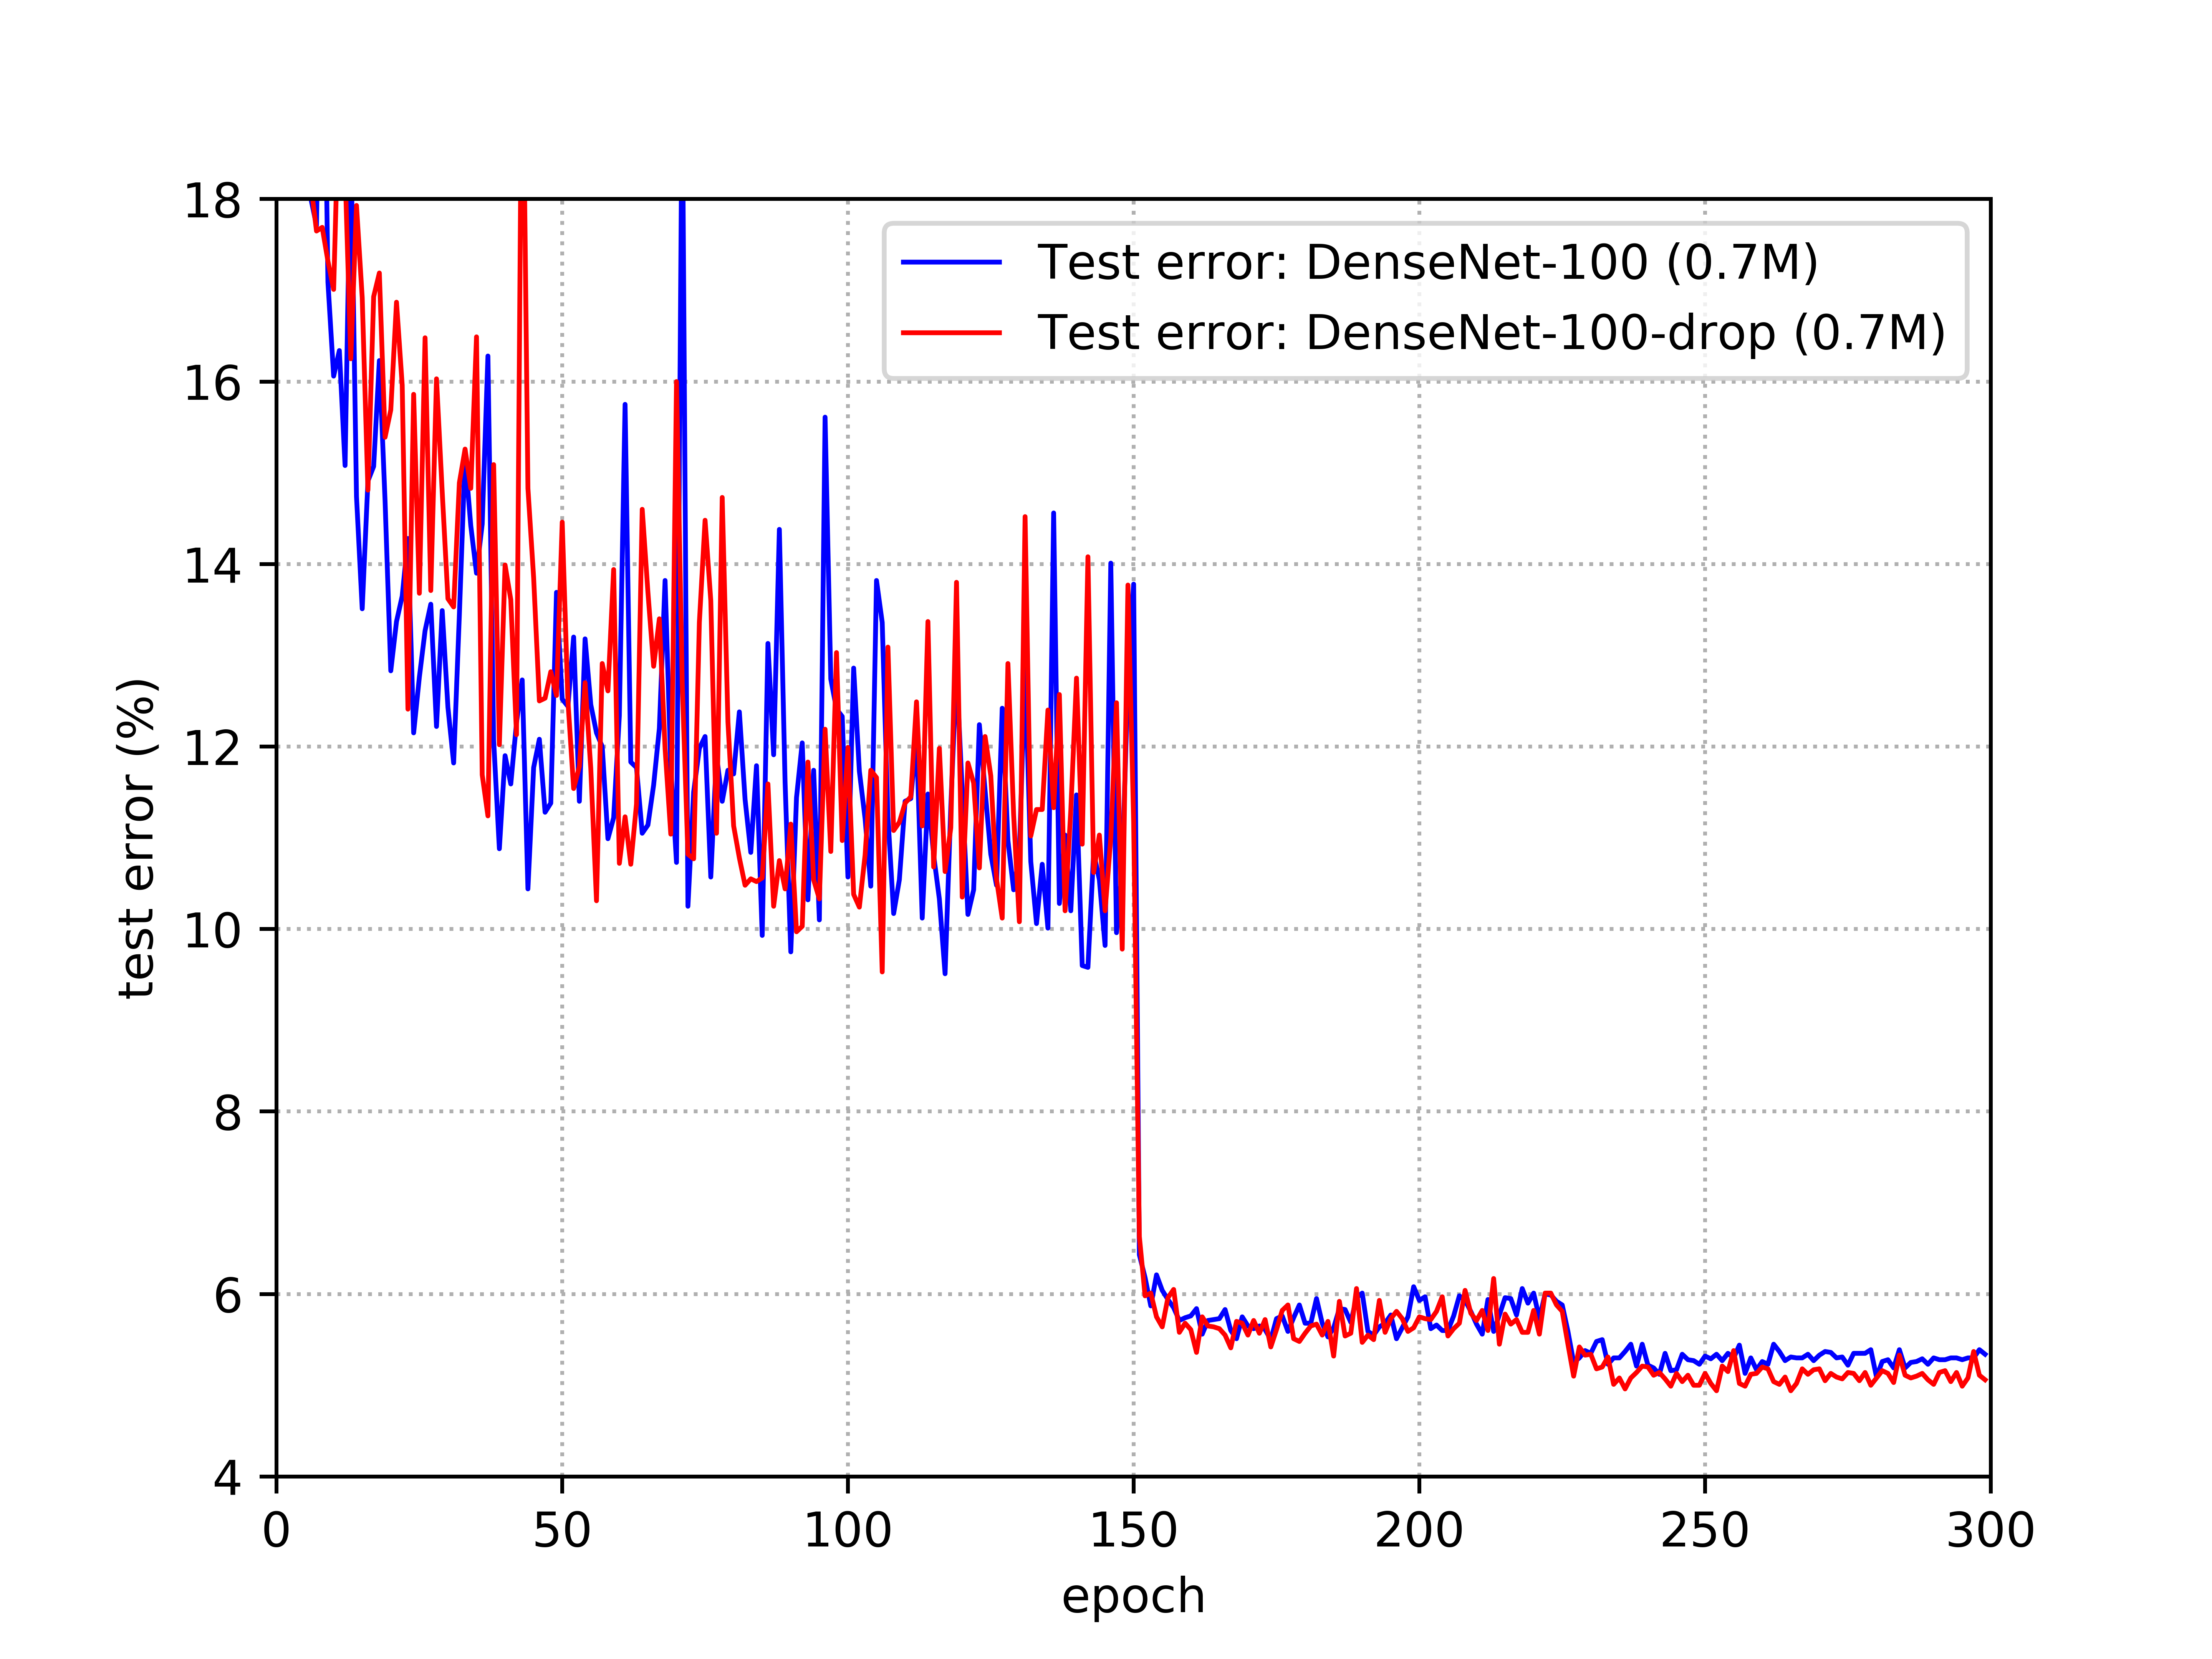 Test error: DenseNet-100 (0.7M)
Test error: DenseNet-100-drop (0.7M)
18
16
14
12
10
8
6
4
test error (%)
0 50 100 150 200 250 300
epoch